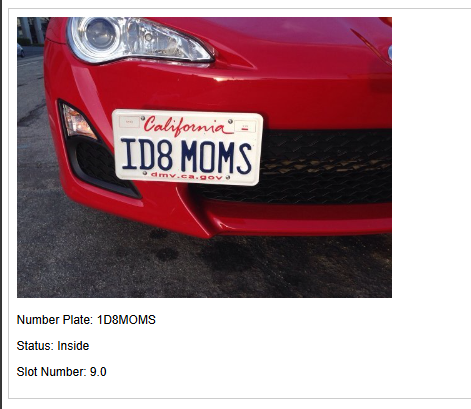 California
ID8 MOMS
dmv.ca.gov
Number Plate: 1D8MOMS
Status: Inside
Slot Number: 9.0